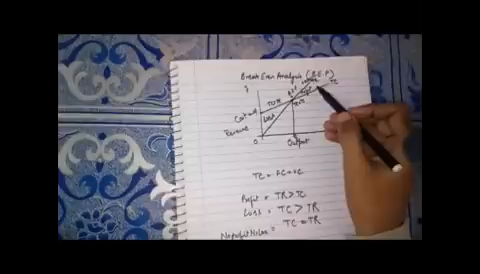 Break Even Analysis (B.E.P)
TC
Cost and
Revenue
Loss
O
Output
TC = FC + VC
Profit = TR > TC
Loss = TC > TR
No profit No loss = TC = TR